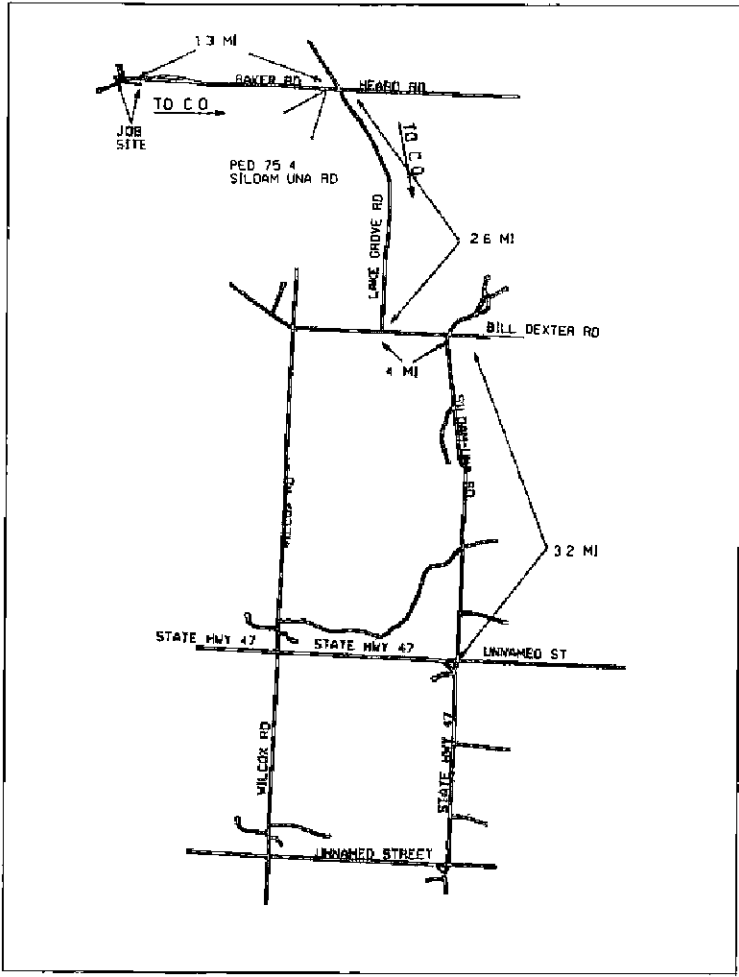 1 3 MI
BAKER RD
HEARD RD
TO C O
JOB
SITE
PED 75 4
SILOAM UNA RD
TO C O
LAKE GROVE RD
2 6 MI
BILL DEXTER RD
4 MI
RD
WILCOX RD
3 2 MI
STATE HWY 47
STATE HWY 47
UNNAMED ST
WILCOX RD
STATE HWY 47
UNNAMED STREET